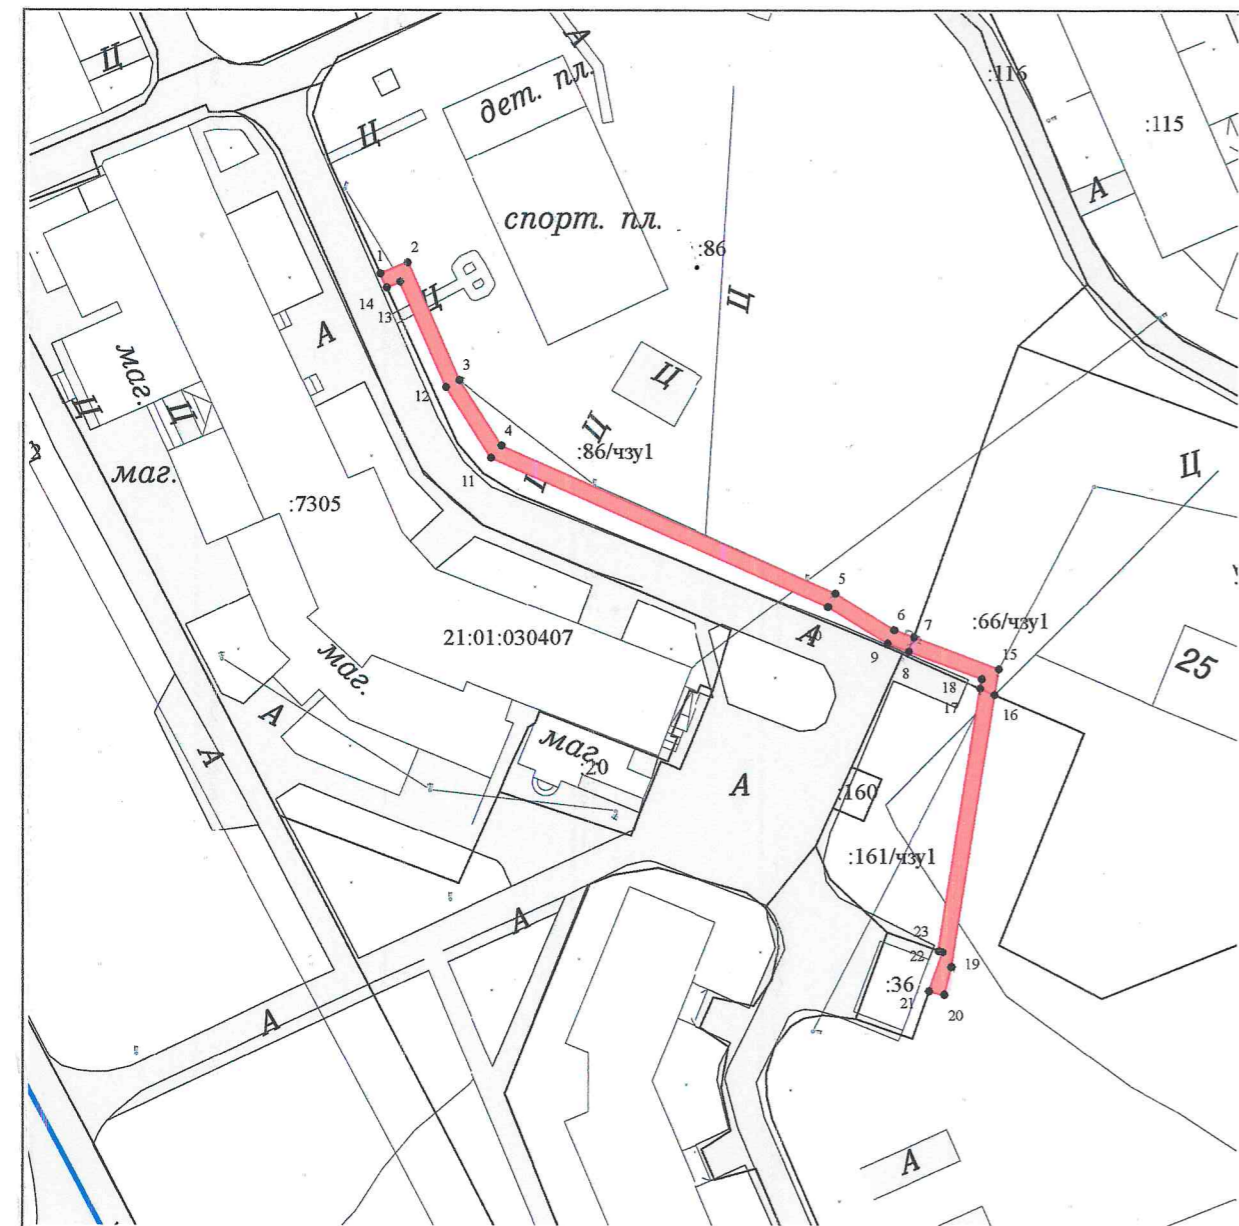 Ц
А
:116
дет. пл.
:115
Ц
А
спорт. пл.
:86
1
2
Ц
Ц
14
13
А
маг.
3
Ц
12
Ц
Ц
Ц
4
:86/чзу1
2
Ц
маг.
11
:7305
5
6
7
:66/чзу1
21:01:030407
А
9
8
15
25
маг.
18
17
16
А
А
маг.
:20
А
:160
:161/чзу1
А
23
22
19
:36
21
20
А
А